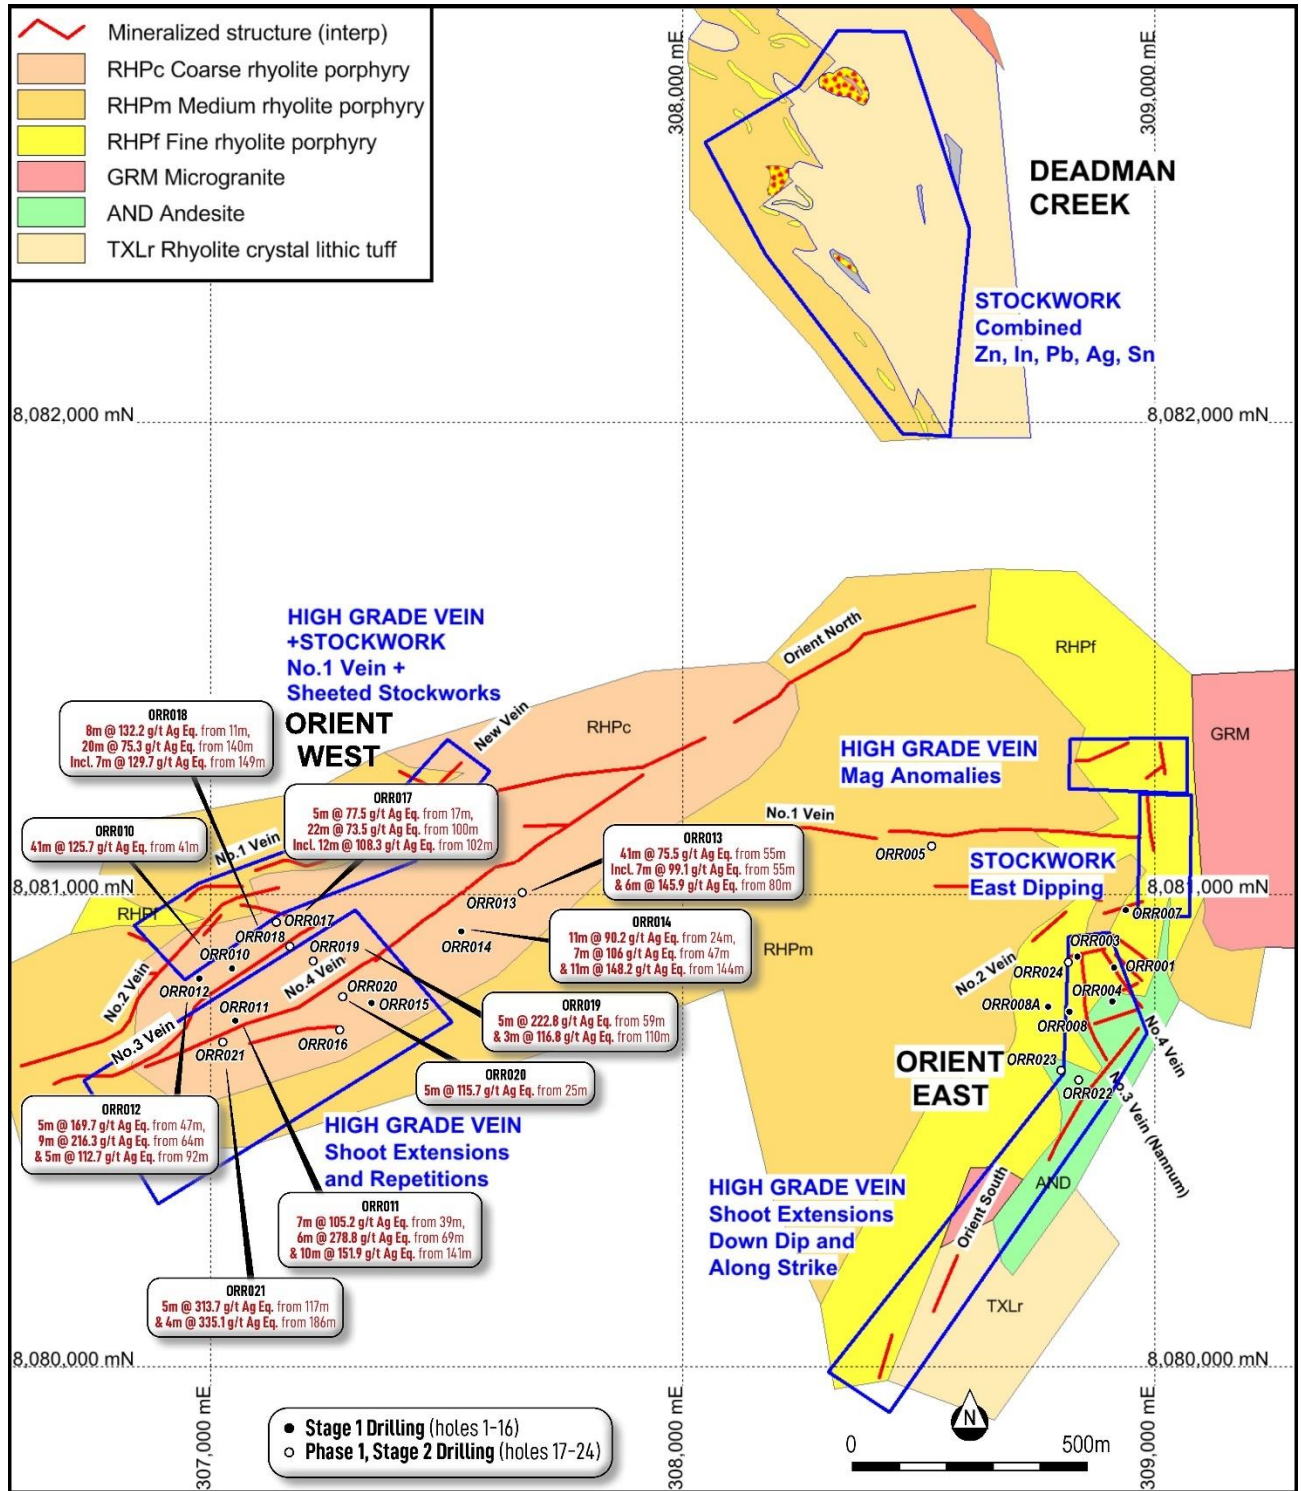 Mineralized structure (interp)
RHPc Coarse rhyolite porphyry
RHPm Medium rhyolite porphyry
RHPf Fine rhyolite porphyry
GRM Microgranite
AND Andesite
TXLr Rhyolite crystal lithic tuff
308,000 mE
309,000 mE
DEADMAN
CREEK
STOCKWORK
Combined
Zn, In, Pb, Ag, Sn
8,082,000 mN
8,082,000 mN
HIGH GRADE VEIN
+STOCKWORK
No.1 Vein +
Sheeted Stockworks
ORIENT
WEST
New Vein
RHPc
Orient North
RHPf
GRM
HIGH GRADE VEIN
Mag Anomalies
ORR018
8m @ 132.2 g/t Ag Eq. from 11m,
20m @ 75.3 g/t Ag Eq. from 140m
Incl. 7m @ 129.7 g/t Ag Eq. from 149m
ORR017
5m @ 77.5 g/t Ag Eq. from 17m,
22m @ 73.5 g/t Ag Eq. from 100m
Incl. 12m @ 108.3 g/t Ag Eq. from 102m
ORR010
41m @ 125.7 g/t Ag Eq. from 41m
ORR013
41m @ 75.5 g/t Ag Eq. from 55m
Incl. 7m @ 99.1 g/t Ag Eq. from 55m
& 6m @ 145.9 g/t Ag Eq. from 80m
No.1 Vein
No.1 Vein
ORR005
STOCKWORK
East Dipping
8,081,000 mN
8,081,000 mN
RHPf
ORR017
ORR018
ORR013
ORR014
ORR019
ORR010
ORR012
No.2 Vein
No.4 Vein
ORR020
ORR015
ORR011
No.3 Vein
ORR016
ORR021
ORR014
11m @ 90.2 g/t Ag Eq. from 24m,
7m @ 106 g/t Ag Eq. from 47m
& 11m @ 148.2 g/t Ag Eq. from 144m
RHPm
ORR007
ORR003
ORR024
ORR001
ORR004
No.2 Vein
ORR008A
ORR008
No.4 Vein
ORR023
ORR022
No.3 Vein (Nannum)
ORIENT
EAST
ORR019
5m @ 222.8 g/t Ag Eq. from 59m
& 3m @ 116.8 g/t Ag Eq. from 110m
ORR020
5m @ 115.7 g/t Ag Eq. from 25m
ORR012
5m @ 169.7 g/t Ag Eq. from 47m,
9m @ 216.3 g/t Ag Eq. from 64m
& 5m @ 112.7 g/t Ag Eq. from 92m
HIGH GRADE VEIN
Shoot Extensions
and Repetitions
ORR011
7m @ 105.2 g/t Ag Eq. from 39m,
6m @ 278.8 g/t Ag Eq. from 69m
& 10m @ 151.9 g/t Ag Eq. from 141m
ORR021
5m @ 313.7 g/t Ag Eq. from 117m
& 4m @ 335.1 g/t Ag Eq. from 186m
HIGH GRADE VEIN
Shoot Extensions
Down Dip and
Along Strike
AND
Orient South
TXLr
8,080,000 mN
8,080,000 mN
307,000 mE
308,000 mE
309,000 mE
Stage 1 Drilling (holes 1-16)
Phase 1, Stage 2 Drilling (holes 17-24)
N
0
500m